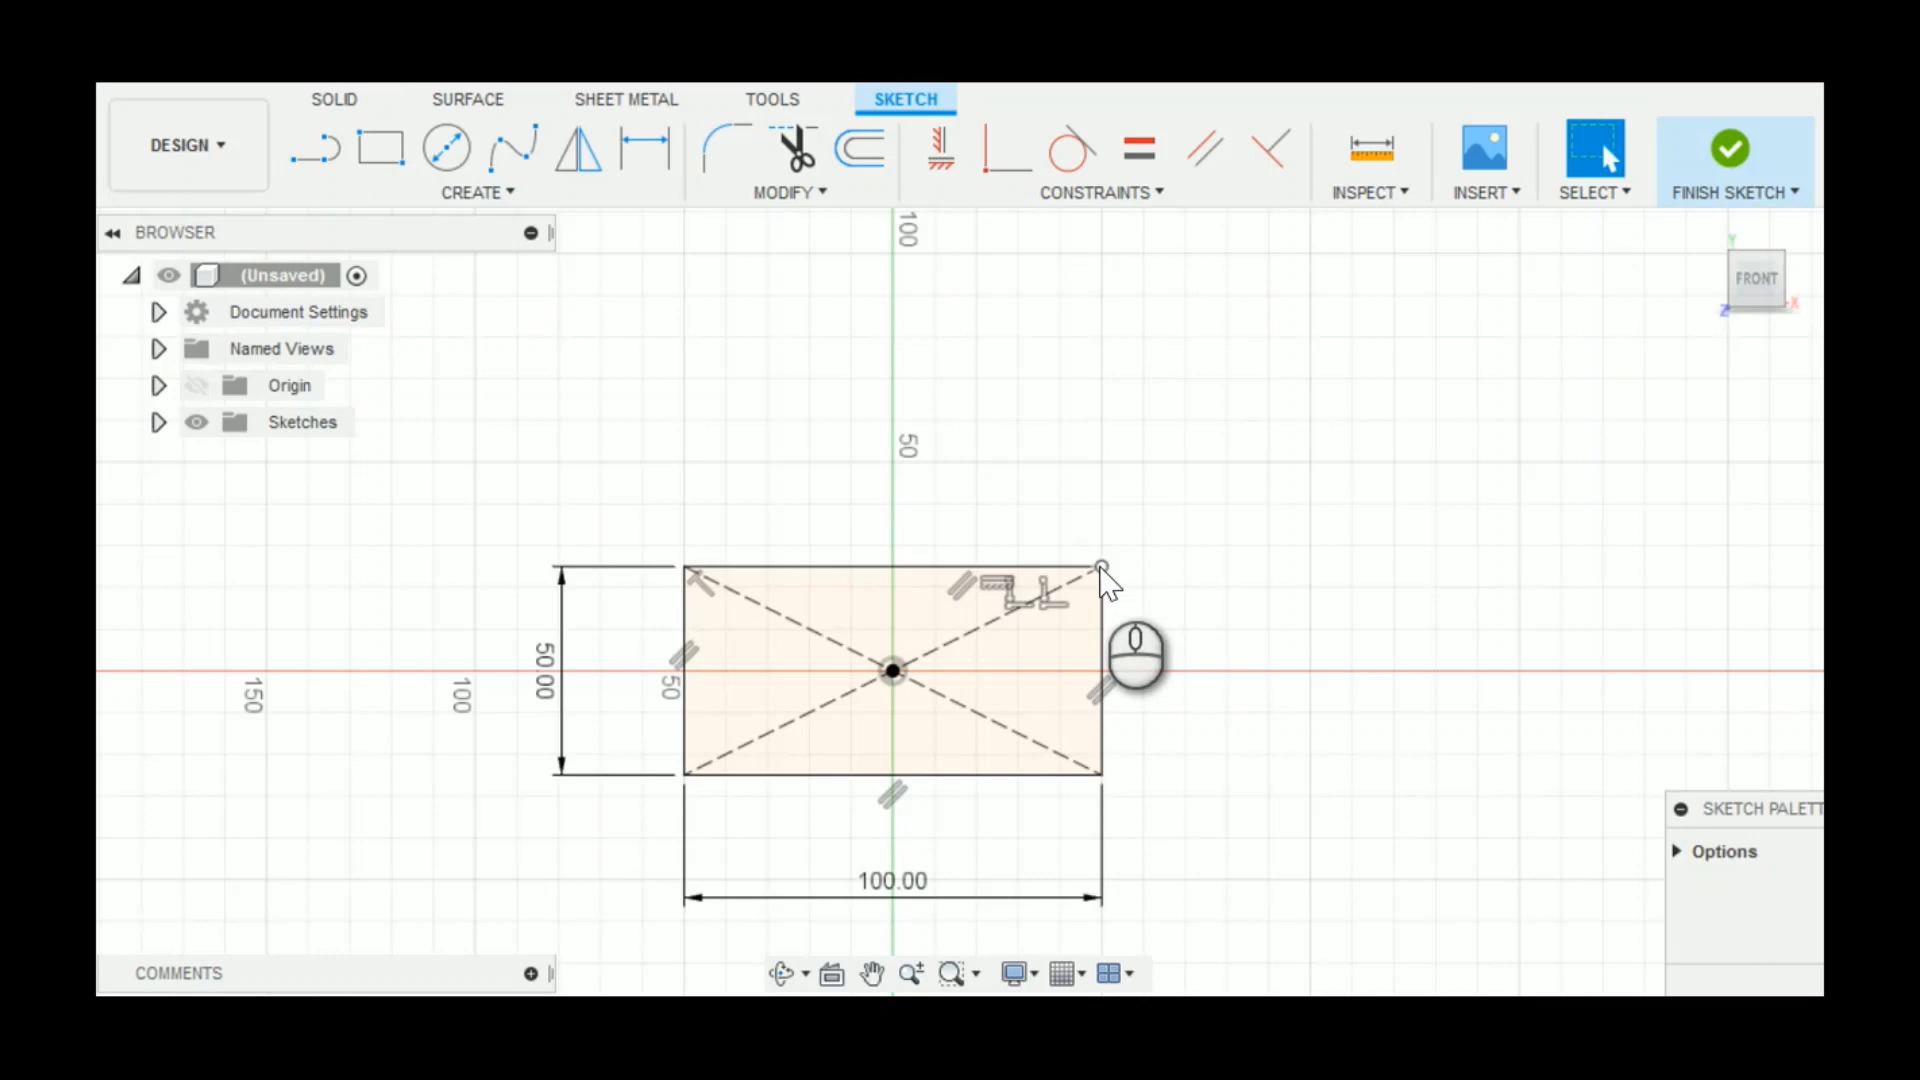 SOLID SURFACE SHEET METAL TOOLS SKETCH
DESIGN
CREATE MODIFY CONSTRAINTS INSPECT INSERT SELECT FINISH SKETCH
BROWSER
(Unsaved)
Document Settings
Named Views
Origin
Sketches
100
50
FRONT
Y
X
Z
50.00
150
100
50
100.00
SKETCH PALETT
Options
COMMENTS